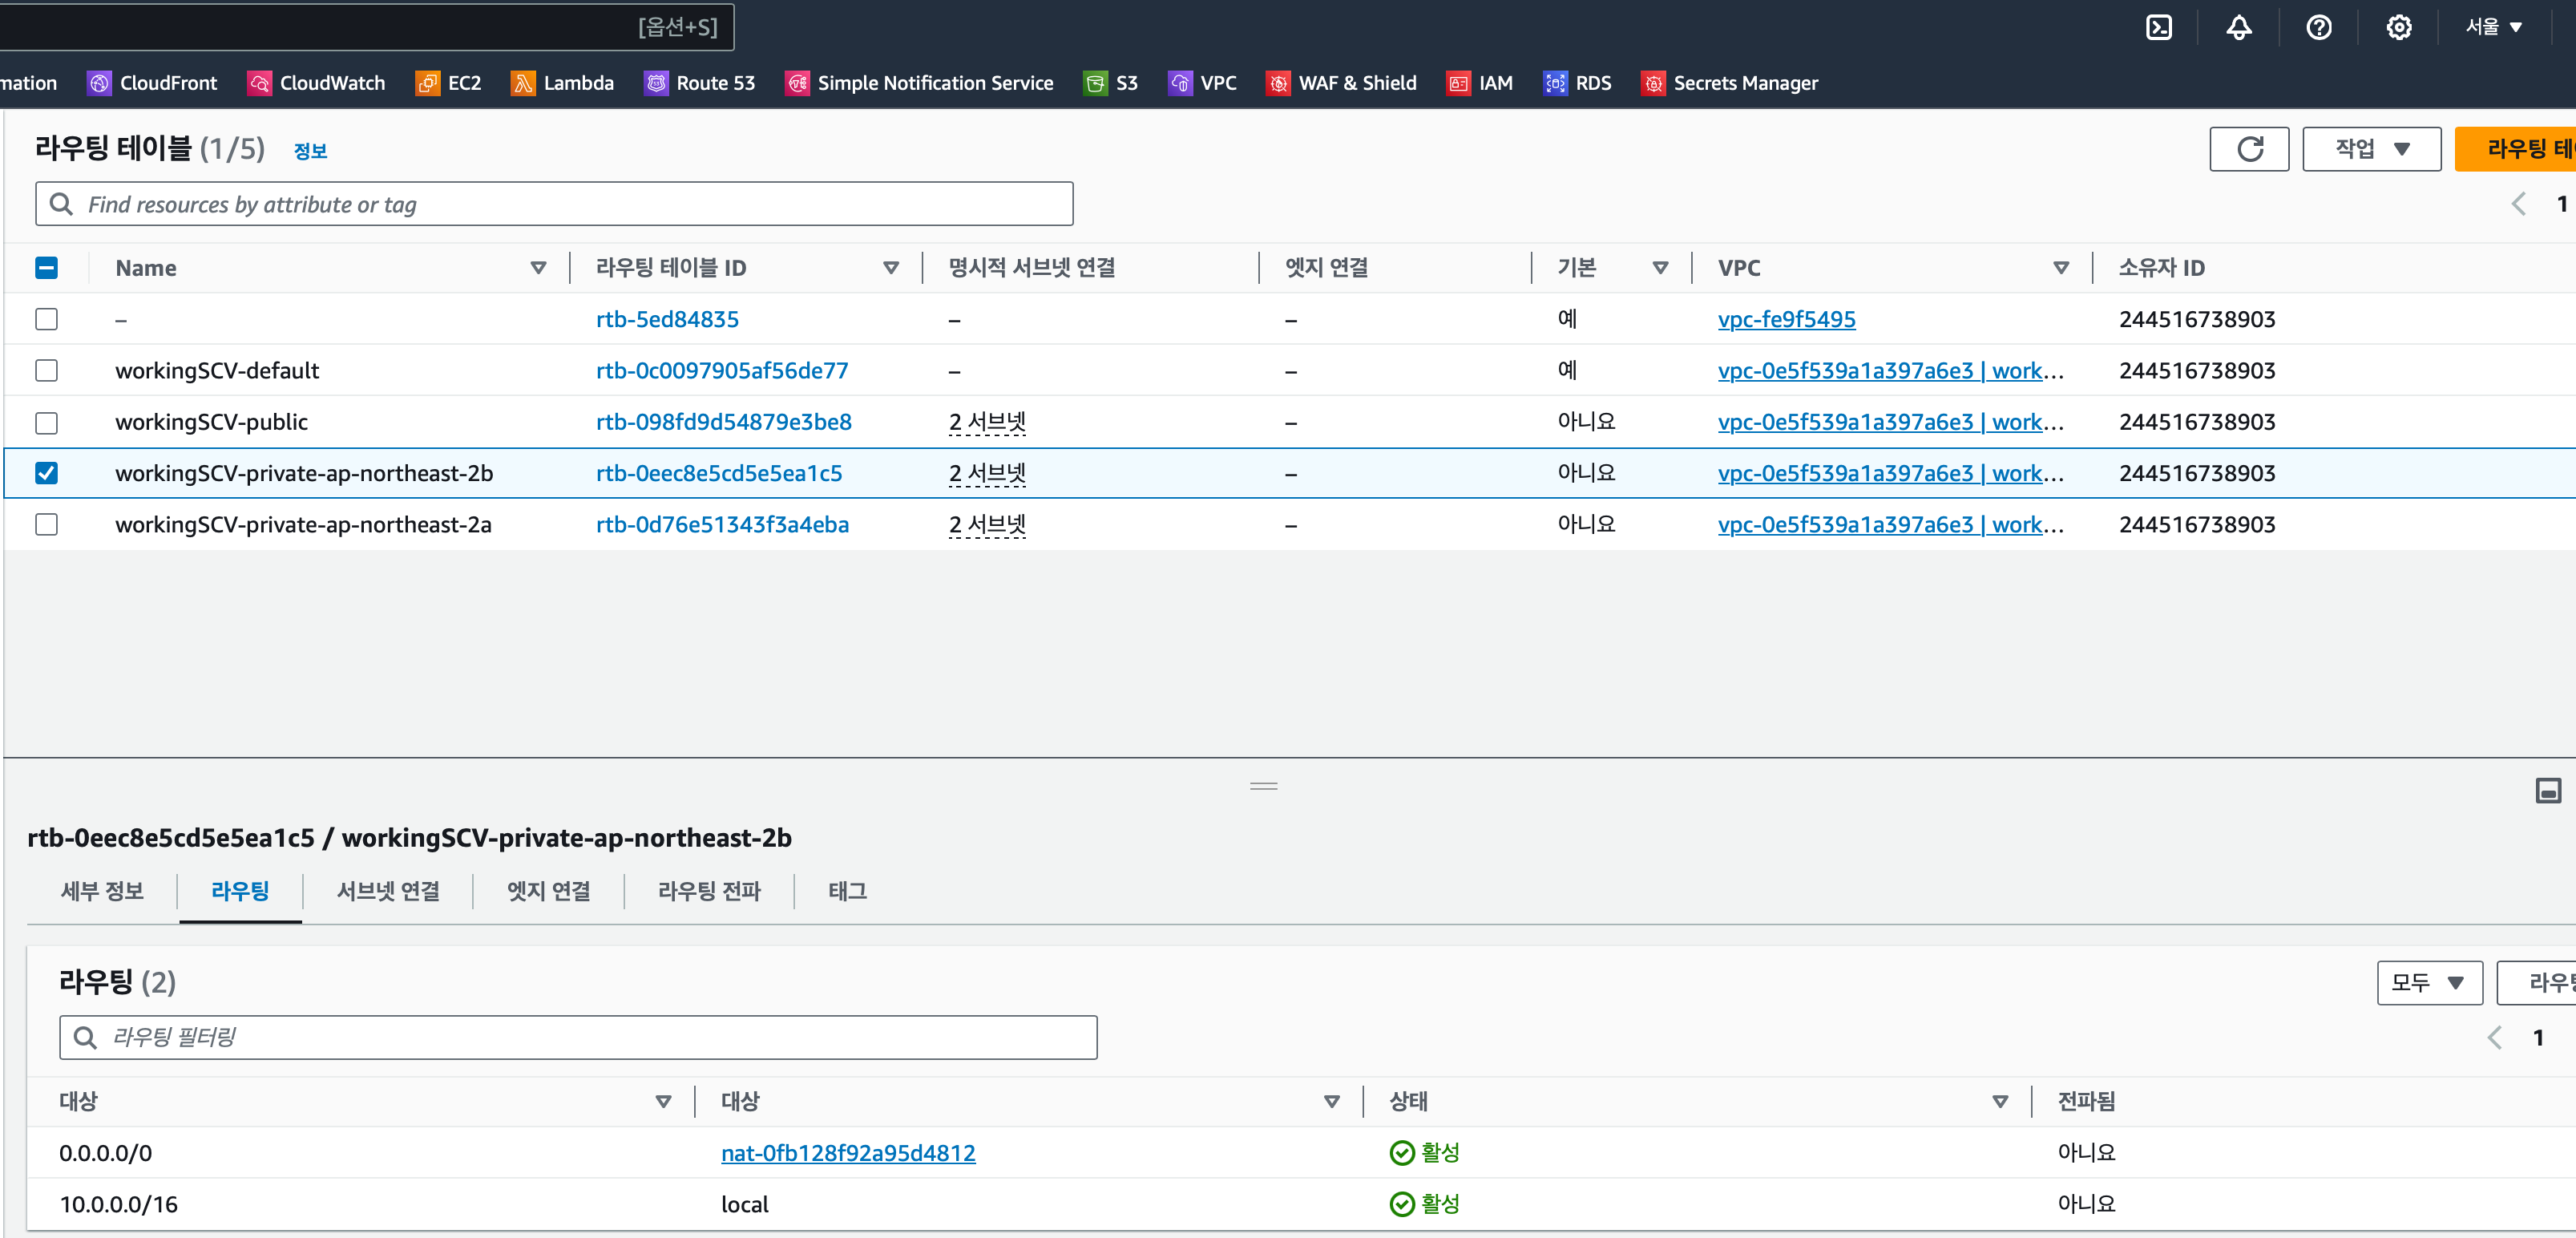 [옵션+S]
서울
mation CloudFront CloudWatch EC2 Lambda Route 53 Simple Notification Service S3 VPC WAF & Shield IAM RDS Secrets Manager
라우팅 테이블 (1/5) 정보
작업
라우팅 테
Find resources by attribute or tag
1
Name 라우팅 테이블 ID 명시적 서브넷 연결 엣지 연결 기본 VPC 소유자 ID
– rtb-5ed84835 – – 예 vpc-fe9f5495 244516738903
workingSCV-default rtb-0c0097905af56de77 – – 예 vpc-0e5f539a1a397a6e3 | work... 244516738903
workingSCV-public rtb-098fd9d54879e3be8 2 서브넷 – 아니요 vpc-0e5f539a1a397a6e3 | work... 244516738903
workingSCV-private-ap-northeast-2b rtb-0eec8e5cd5e5ea1c5 2 서브넷 – 아니요 vpc-0e5f539a1a397a6e3 | work... 244516738903
workingSCV-private-ap-northeast-2a rtb-0d76e51343f3a4eba 2 서브넷 – 아니요 vpc-0e5f539a1a397a6e3 | work... 244516738903
rtb-0eec8e5cd5e5ea1c5 / workingSCV-private-ap-northeast-2b
세부 정보 라우팅 서브넷 연결 엣지 연결 라우팅 전파 태그
라우팅 (2)
모두
라우팅
라우팅 필터링
1
대상 대상 상태 전파됨
0.0.0.0/0 nat-0fb128f92a95d4812 활성 아니요
10.0.0.0/16 local 활성 아니요